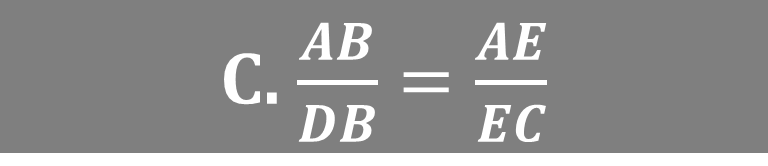 C. AB/DB = AE/EC